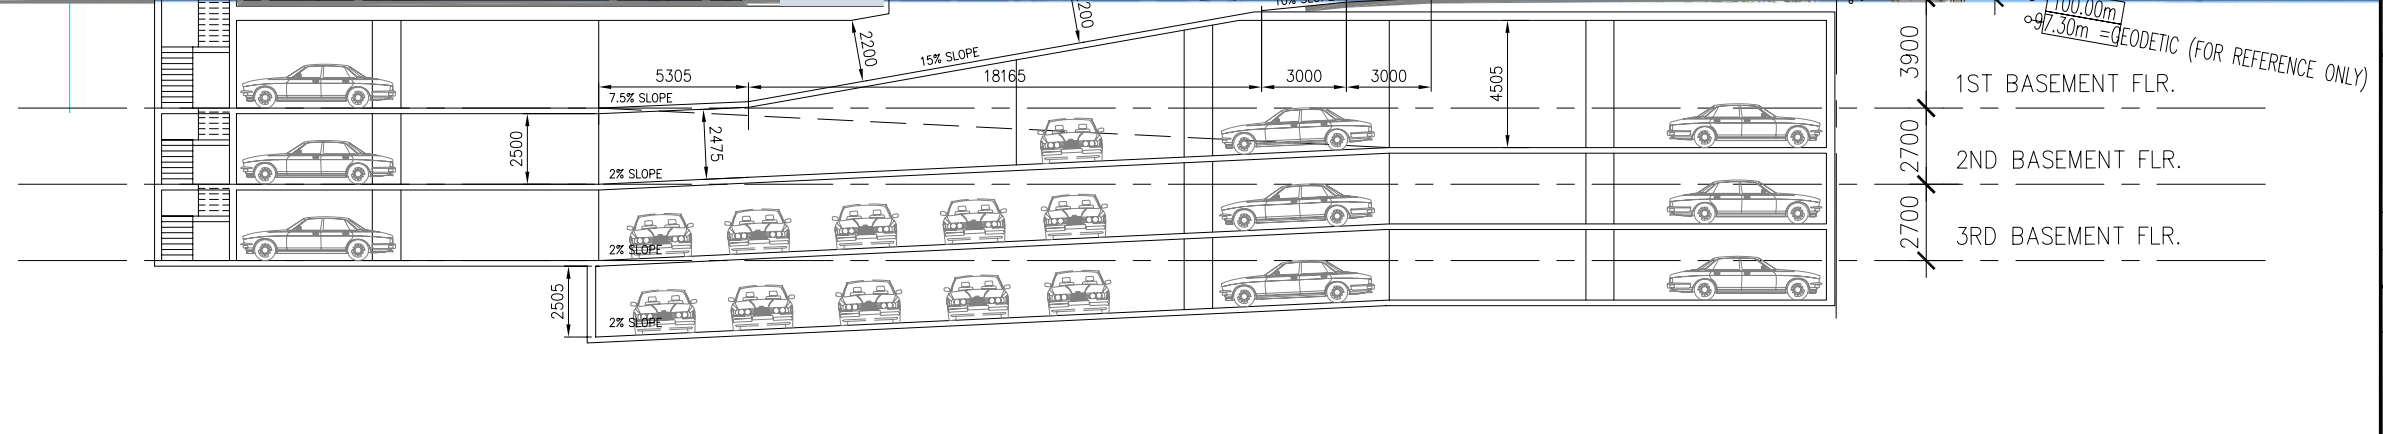 100.00m
97.30m =GEODETIC (FOR REFERENCE ONLY)
2200
200
15% SLOPE
10% SLOPE
5305
18165
3000
3000
4505
3900
1ST BASEMENT FLR.
7.5% SLOPE
2500
2475
2700
2ND BASEMENT FLR.
2% SLOPE
2700
3RD BASEMENT FLR.
2% SLOPE
2505
2% SLOPE